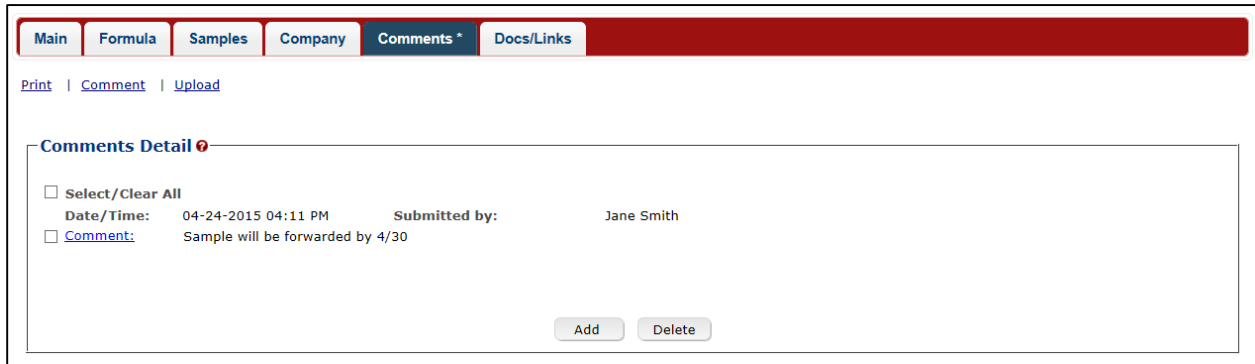 Main Formula Samples Company Comments * Docs/Links
Print | Comment | Upload
Comments Detail ?
Select/Clear All
Date/Time: 04-24-2015 04:11 PM Submitted by: Jane Smith
Comment: Sample will be forwarded by 4/30
Add Delete